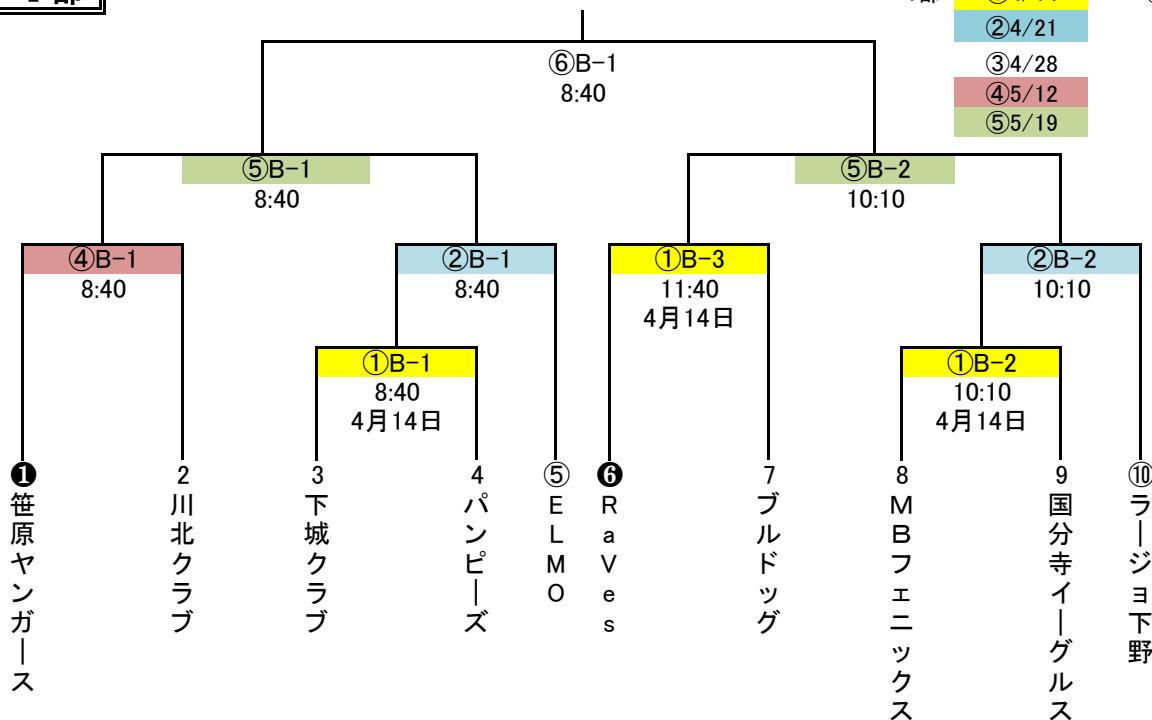 ②4/21
⑥B-1
8:40
③4/28
④5/12
⑤5/19
⑤B-1
8:40
⑤B-2
10:10
④B-1
8:40
②B-1
8:40
①B-3
11:40
4月14日
②B-2
10:10
①B-1
8:40
4月14日
①B-2
10:10
4月14日
❶
笹原ヤンガース
2
川北クラブ
3
下城クラブ
4
パンピーズ
⑤
ELMO
❻
RaVes
7
ブルドッグ
8
MBフェニックス
9
国分寺イーグルス
⑩
ラージョ下野